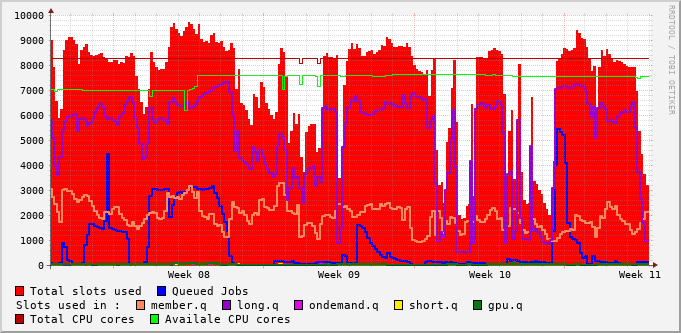 10000
9000
8000
7000
6000
5000
4000
3000
2000
1000
0
Week 08 Week 09 Week 10 Week 11
Total slots used Queued Jobs
Slots used in : member.q long.q ondemand.q short.q gpu.q
Total CPU cores Availale CPU cores
RRDTOOL / TOBI OETIKER